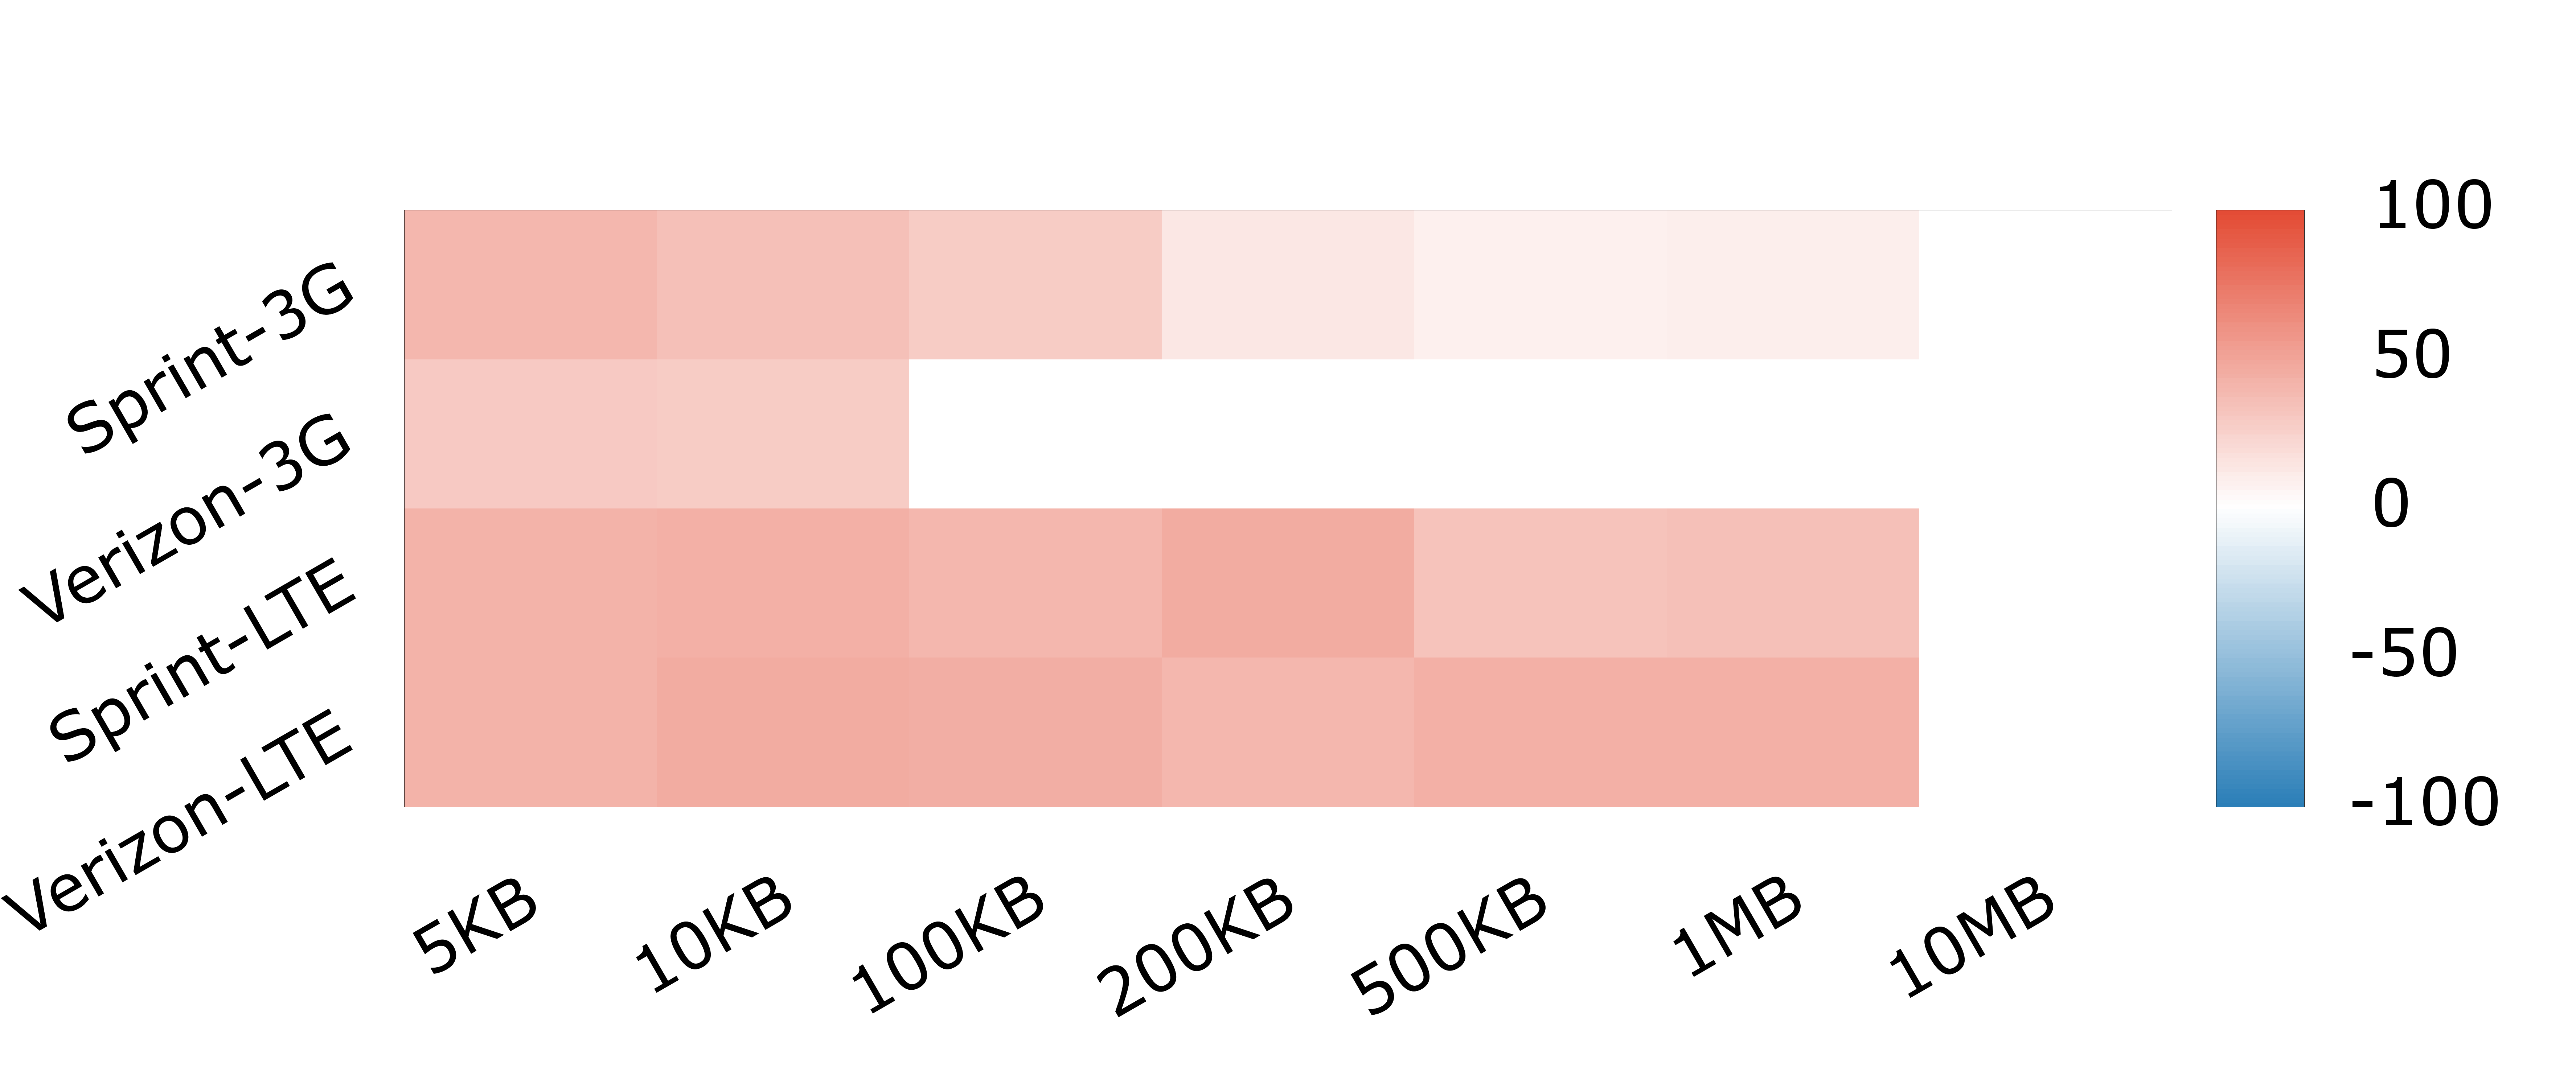 Sprint-3G
Verizon-3G
Sprint-LTE
Verizon-LTE
5KB
10KB
100KB
200KB
500KB
1MB
10MB
100
50
0
-50
-100